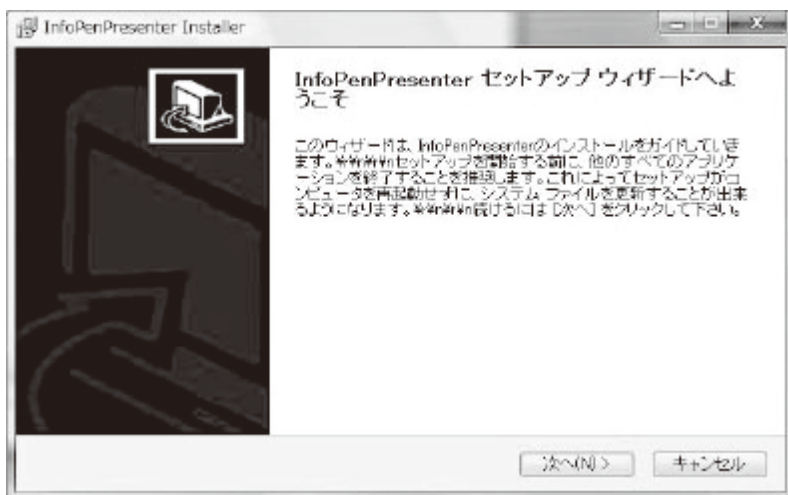 InfoPenPresenter Installer
InfoPenPresenter セットアップ ウィザードへよ
うこそ
このウィザードは、InfoPenPresenterのインストールをガイドしていき
ます。¥¥n¥r¥nセットアップを開始する前に、他のすべてのアプリケ
ーションを終了することを推奨します。これによってセットアップがコ
ンピュータを再起動せずに、システム ファイルを更新することが出来
るようになります。¥¥n¥r¥n続けるには [次へ] をクリックして下さい。
次へ(N) >
キャンセル